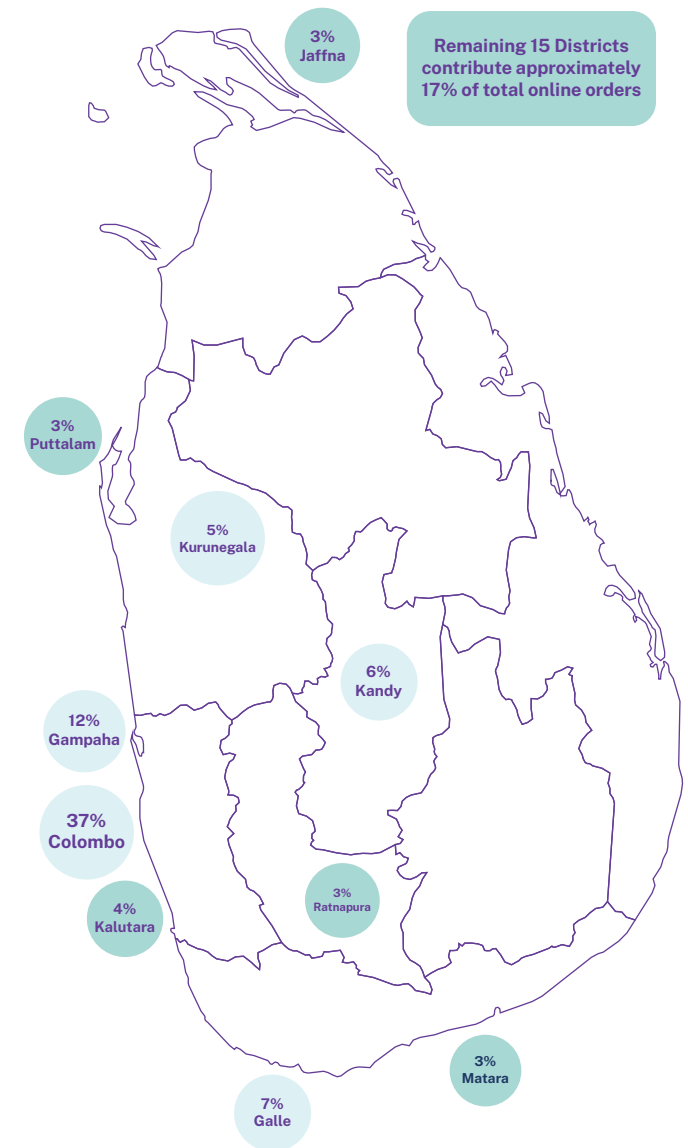 3%
Jaffna
Remaining 15 Districts
contribute approximately
17% of total online orders
3%
Puttalam
5%
Kurunegala
6%
Kandy
12%
Gampaha
37%
Colombo
3%
Ratnapura
4%
Kalutara
3%
Matara
7%
Galle